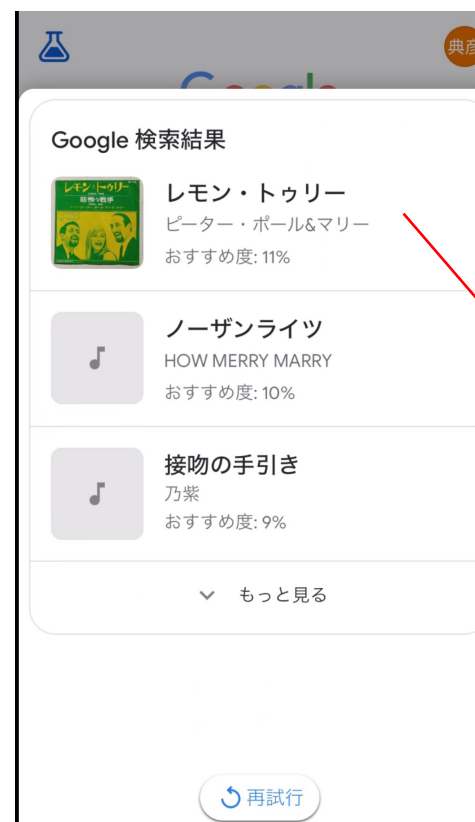 典彦
Google
Google 検索結果
レモン・トゥリー
ピーター・ポール&マリー
おすすめ度: 11%
ノーザンライツ
HOW MERRY MARRY
おすすめ度: 10%
接吻の手引き
乃紫
おすすめ度: 9%
もっと見る
再試行